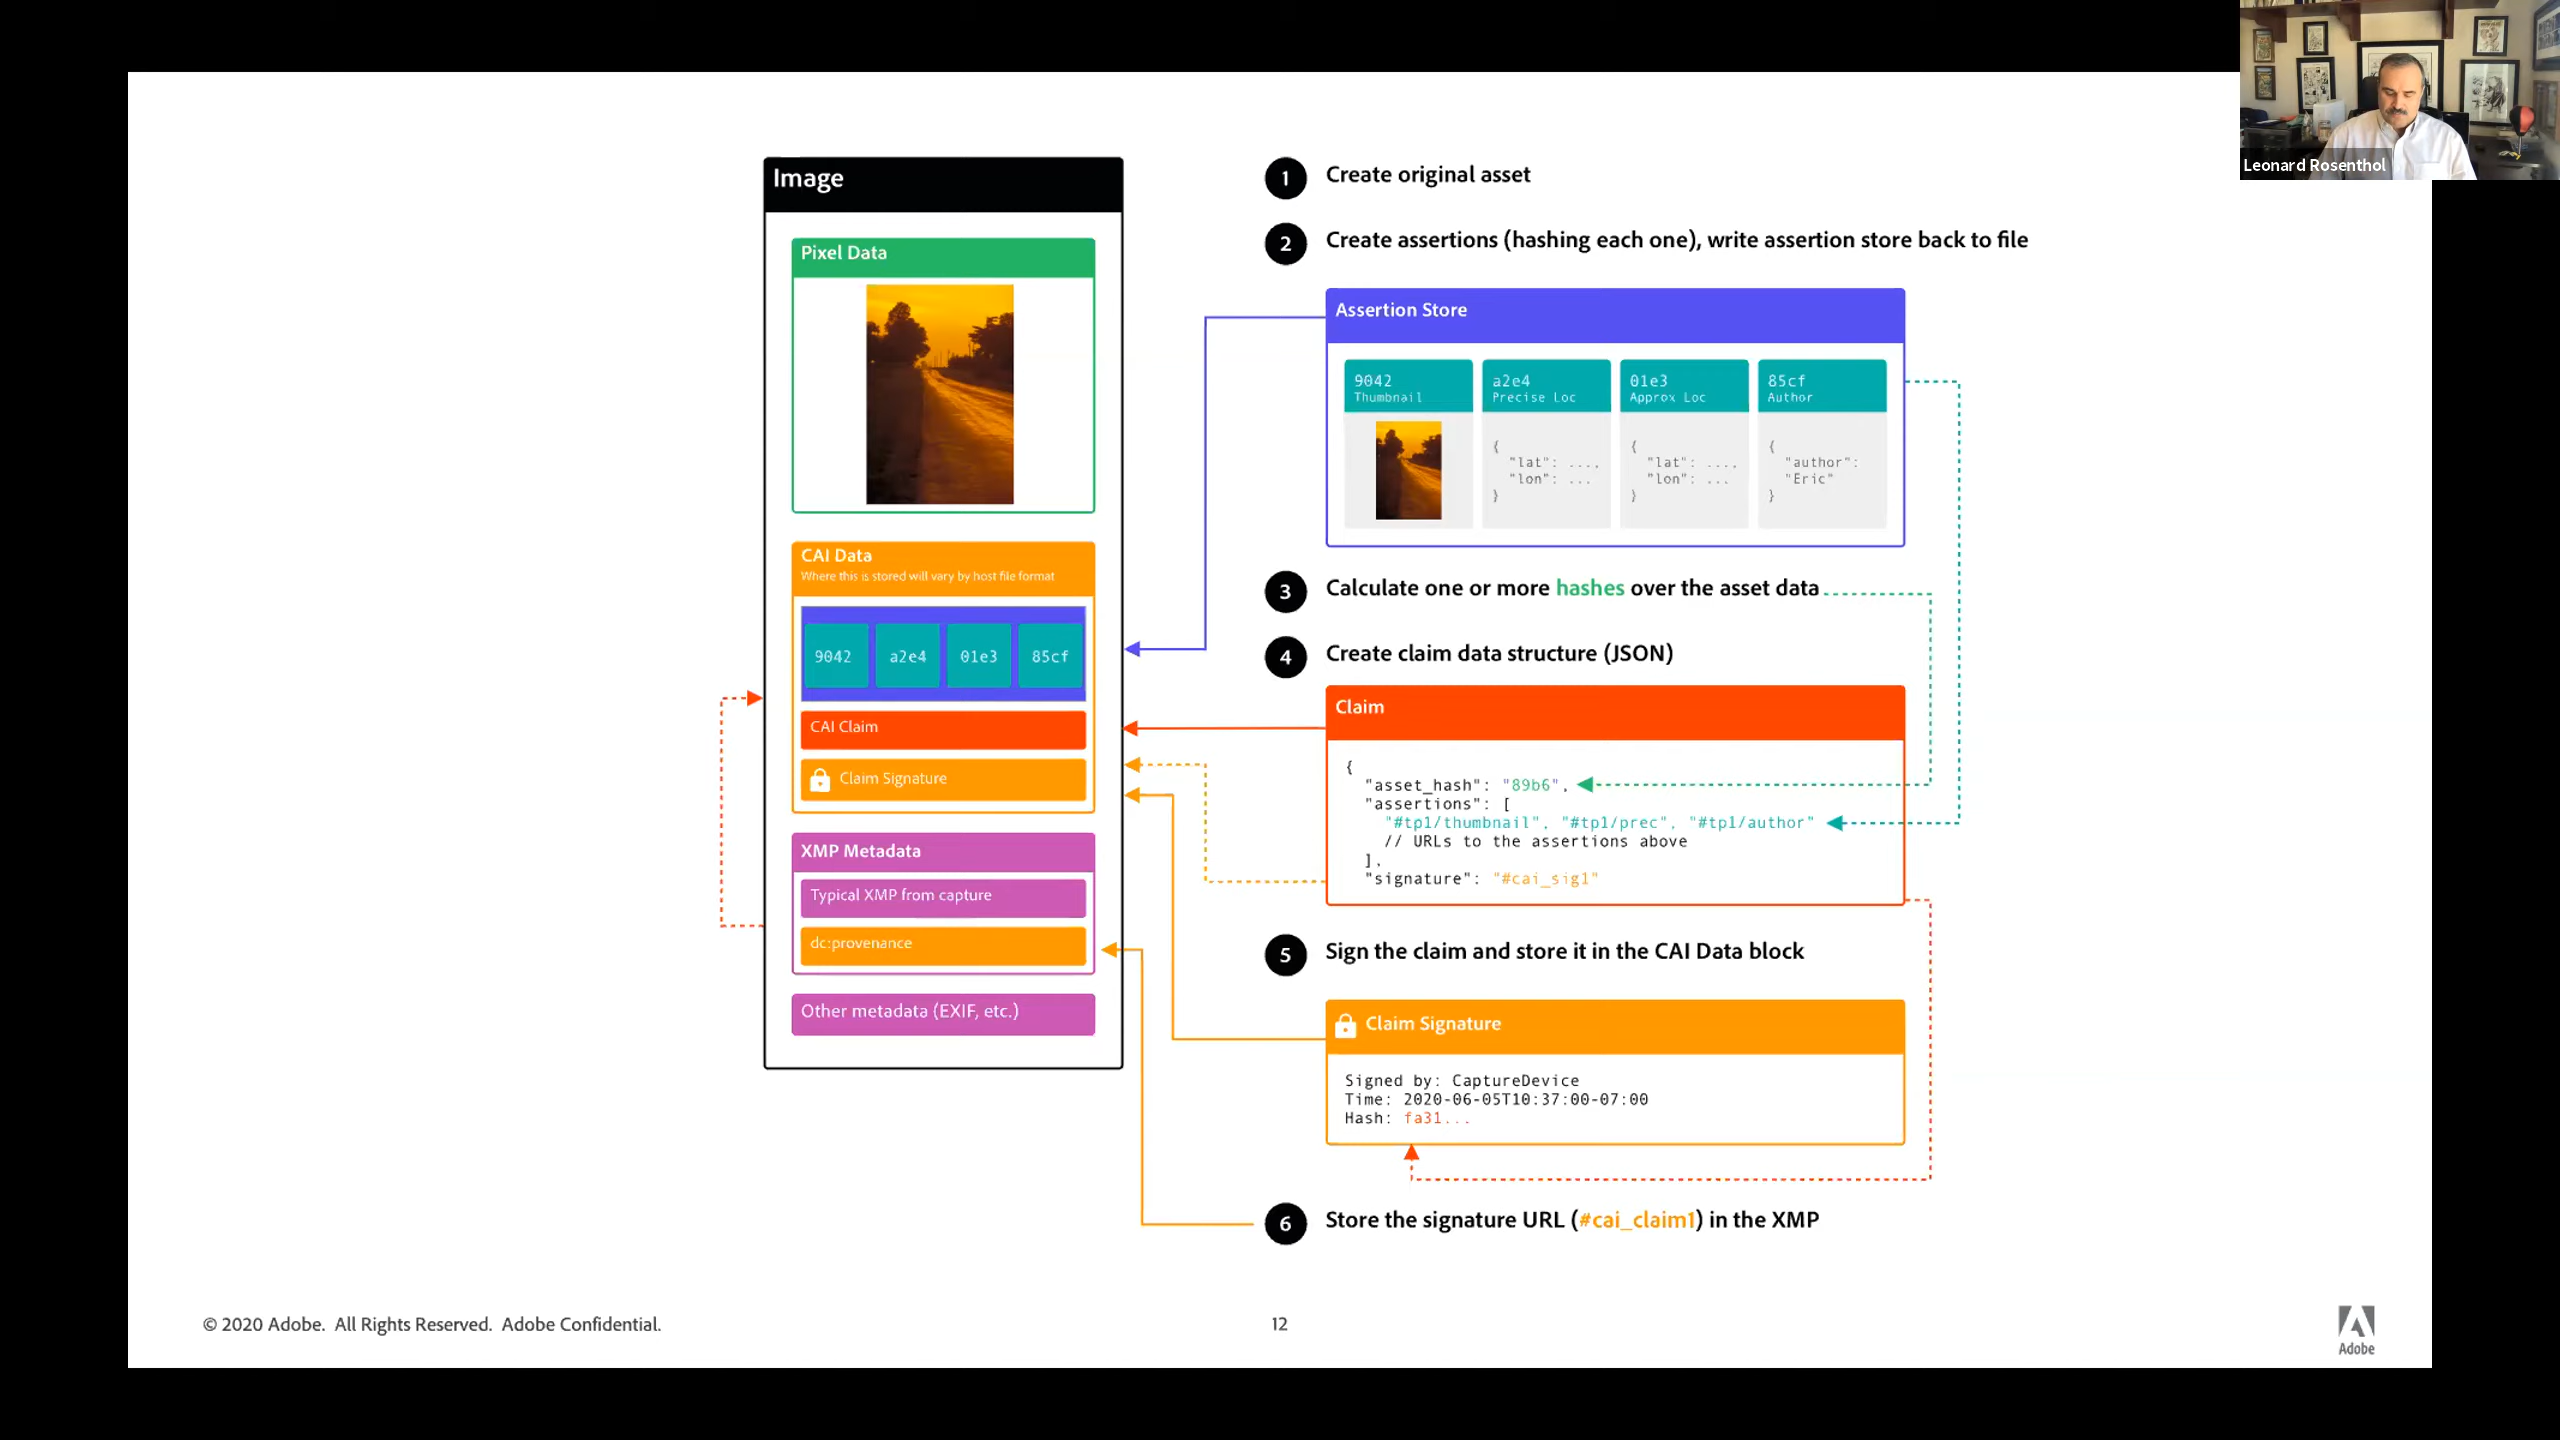 Leonard Rosenthol
Image
Pixel Data
CAI Data
Where this is stored will vary by host file format
9042 a2e4 01e3 85cf
CAI Claim
Claim Signature
XMP Metadata
Typical XMP from capture
dc:provenance
Other metadata (EXIF, etc.)
1 Create original asset
2 Create assertions (hashing each one), write assertion store back to file
Assertion Store
9042
Thumbnail
a2e4
Precise Loc
{
"lat": ...,
"lon": ...
}
01e3
Approx Loc
{
"lat": ...,
"lon": ...
}
85cf
Author
{
"author":
"Eric"
}
3 Calculate one or more hashes over the asset data
4 Create claim data structure (JSON)
Claim
{
"asset_hash": "89b6",
"assertions": [
"#tp1/thumbnail", "#tp1/prec", "#tp1/author"
// URLs to the assertions above
],
"signature": "#cai_sig1"
5 Sign the claim and store it in the CAI Data block
Claim Signature
Signed by: CaptureDevice
Time: 2020-06-05T10:37:00-07:00
Hash: fa31...
6 Store the signature URL (#cai_claim1) in the XMP
© 2020 Adobe. All Rights Reserved. Adobe Confidential.
12
Adobe